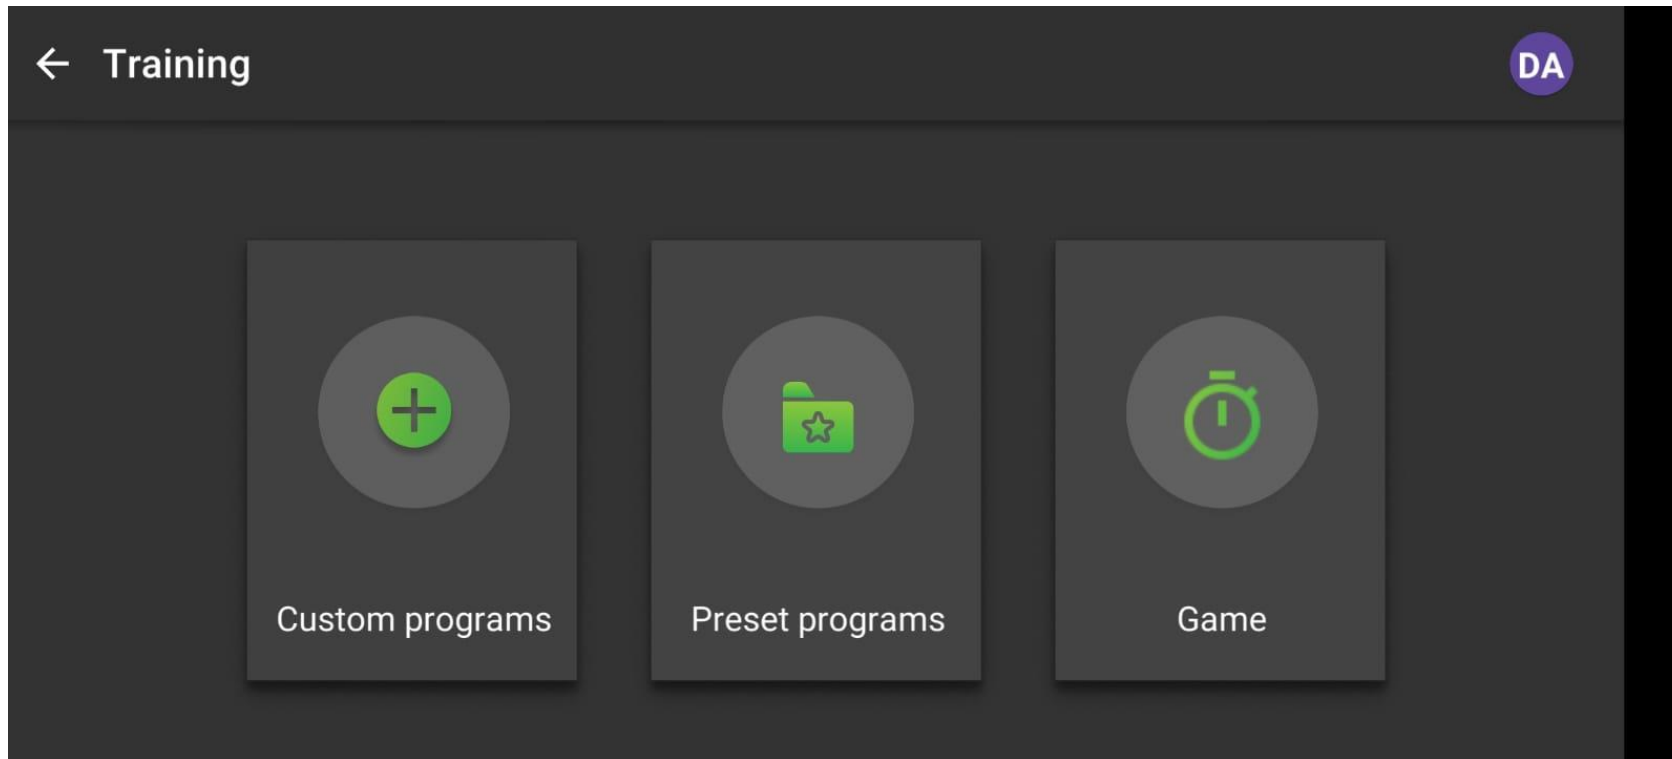 Training
DA
Custom programs
Preset programs
Game